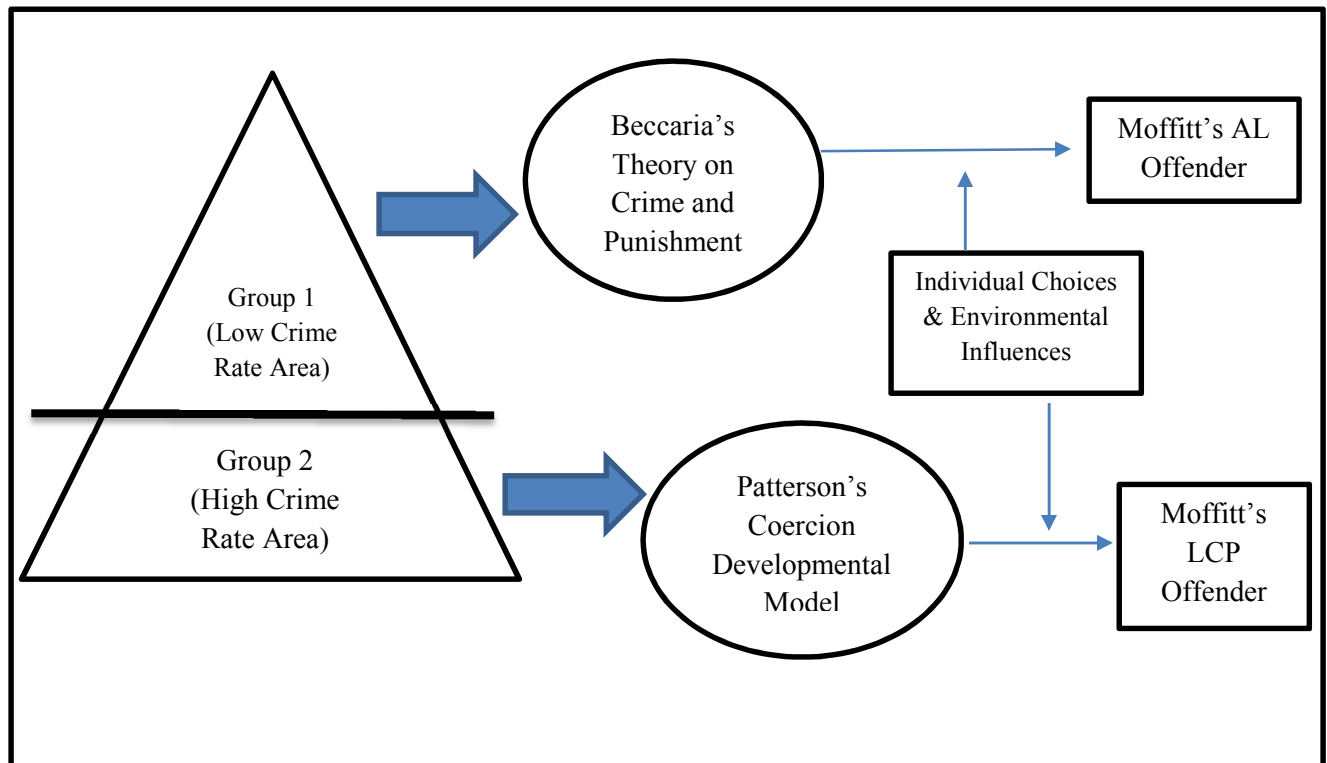 Beccaria's
Theory on
Crime and
Punishment
Moffitt's AL
Offender
Group 1
(Low Crime
Rate Area)
Individual Choices
& Environmental
Influences
Group 2
(High Crime
Rate Area)
Patterson's
Coercion
Developmental
Model
Moffitt's
LCP
Offender